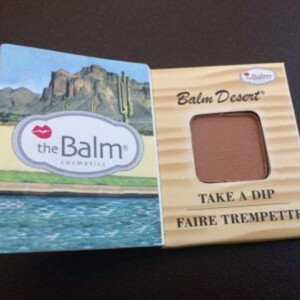 the Balm®
cosmetics
theBalm®
Balm Desert®
TAKE A DIP
FAIRE TREMPETTE